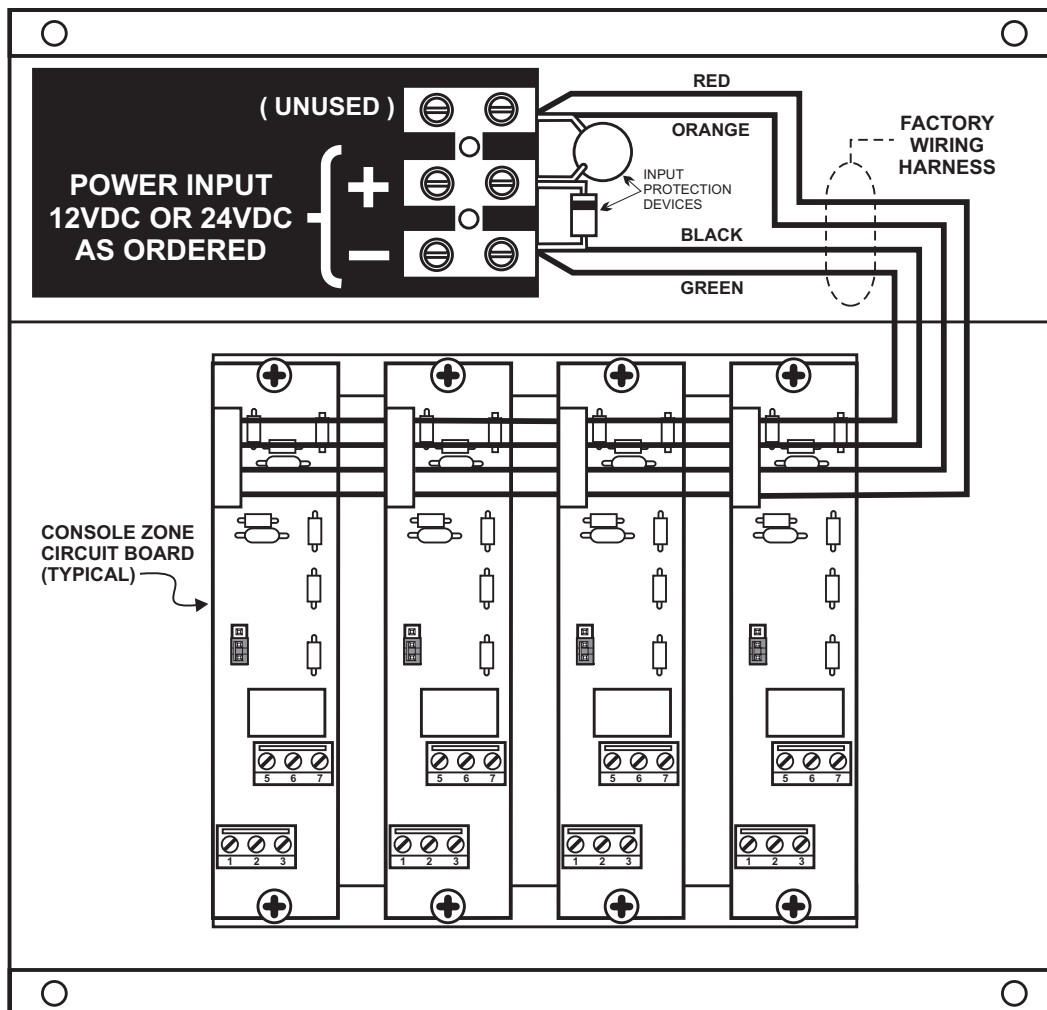 ( UNUSED )
POWER INPUT
12VDC OR 24VDC
AS ORDERED
+
−
RED
ORANGE
INPUT
PROTECTION
DEVICES
BLACK
GREEN
FACTORY
WIRING
HARNESS
CONSOLE ZONE
CIRCUIT BOARD
(TYPICAL)
5 6 7
5 6 7
5 6 7
5 6 7
1 2 3
1 2 3
1 2 3
1 2 3